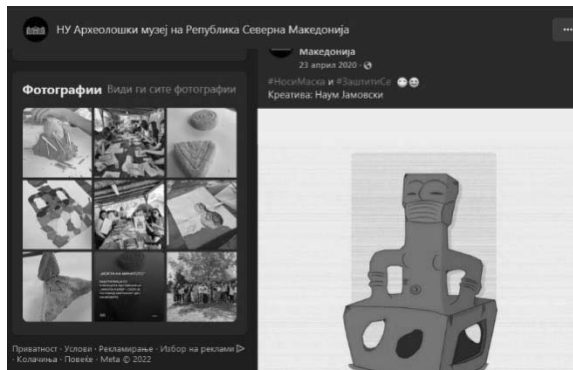 НУ Археолошки музеј на Република Северна Македонија
Македонија
23 април 2020 ·
#НосиМаска и #ЗаштитиСе
Креатива: Наум Јамовски
Фотографии Види ги сите фотографии
Приватност · Услови · Рекламирање · Избор на реклами
· Колачиња · Повеќе · Meta © 2022